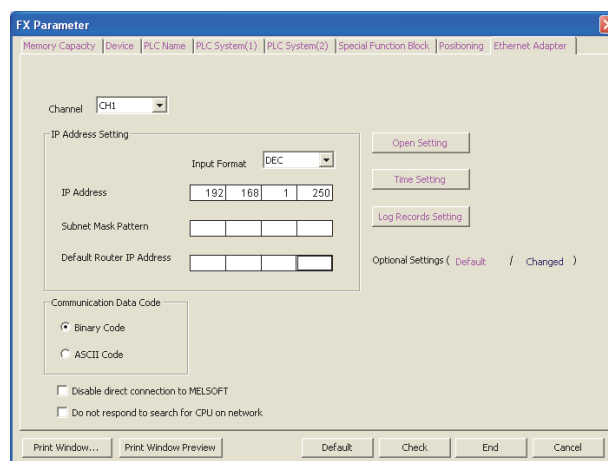 FX Parameter
Memory Capacity Device PLC Name PLC System(1) PLC System(2) Special Function Block Positioning Ethernet Adapter
Channel CH1
IP Address Setting
Input Format DEC
IP Address 192 168 1 250
Subnet Mask Pattern
Default Router IP Address
Open Setting
Time Setting
Log Records Setting
Optional Settings ( Default / Changed )
Communication Data Code
Binary Code
ASCII Code
Disable direct connection to MELSOFT
Do not respond to search for CPU on network
Print Window... Print Window Preview Default Check End Cancel